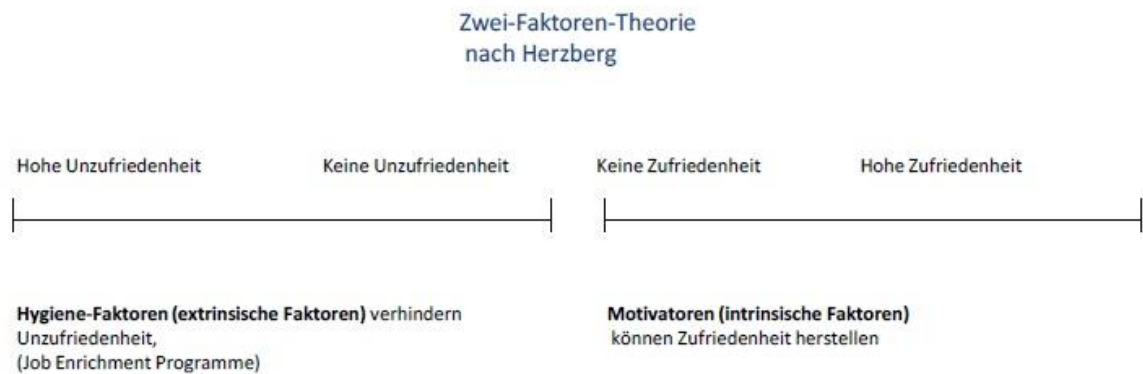 Zwei-Faktoren-Theorie
nach Herzberg
Hohe Unzufriedenheit
Keine Unzufriedenheit
Keine Zufriedenheit
Hohe Zufriedenheit
Hygiene-Faktoren (extrinsische Faktoren) verhindern
Unzufriedenheit,
(Job Enrichment Programme)
Motivatoren (intrinsische Faktoren)
können Zufriedenheit herstellen